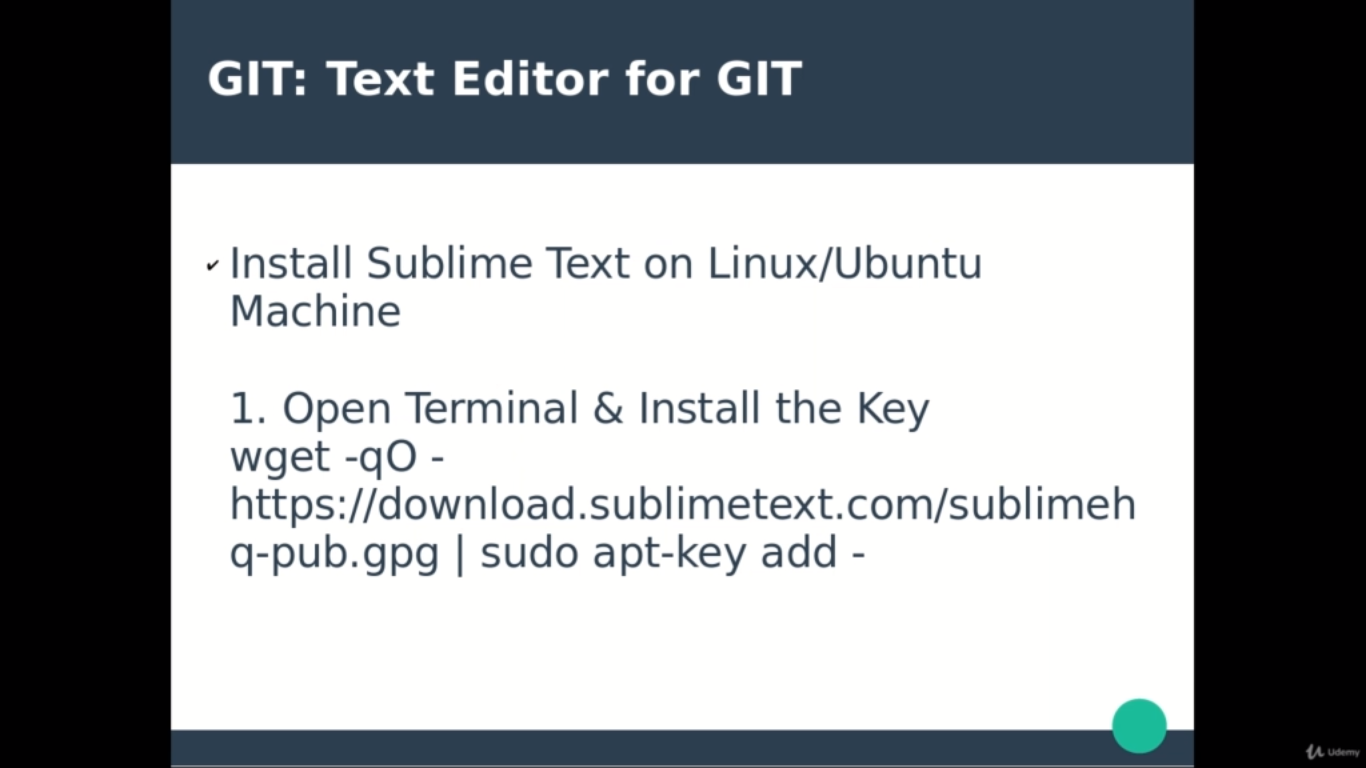 GIT: Text Editor for GIT
✔ Install Sublime Text on Linux/Ubuntu
Machine
1. Open Terminal & Install the Key
wget -qO -
https://download.sublimetext.com/sublimeh
q-pub.gpg | sudo apt-key add -
Udemy